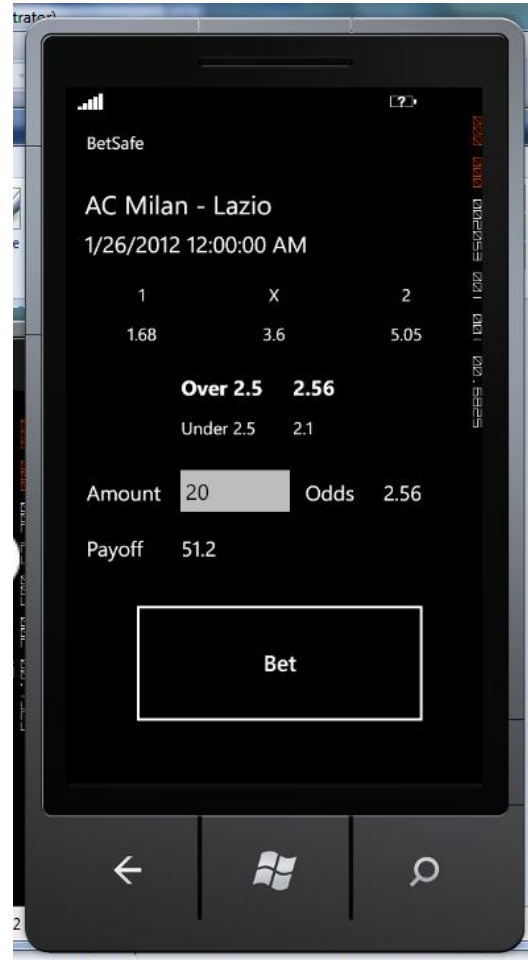 trator)
BetSafe
AC Milan - Lazio
1/26/2012 12:00:00 AM
1 X 2
1.68 3.6 5.05
Over 2.5 2.56
Under 2.5 2.1
Amount 20 Odds 2.56
Payoff 51.2
Bet
2